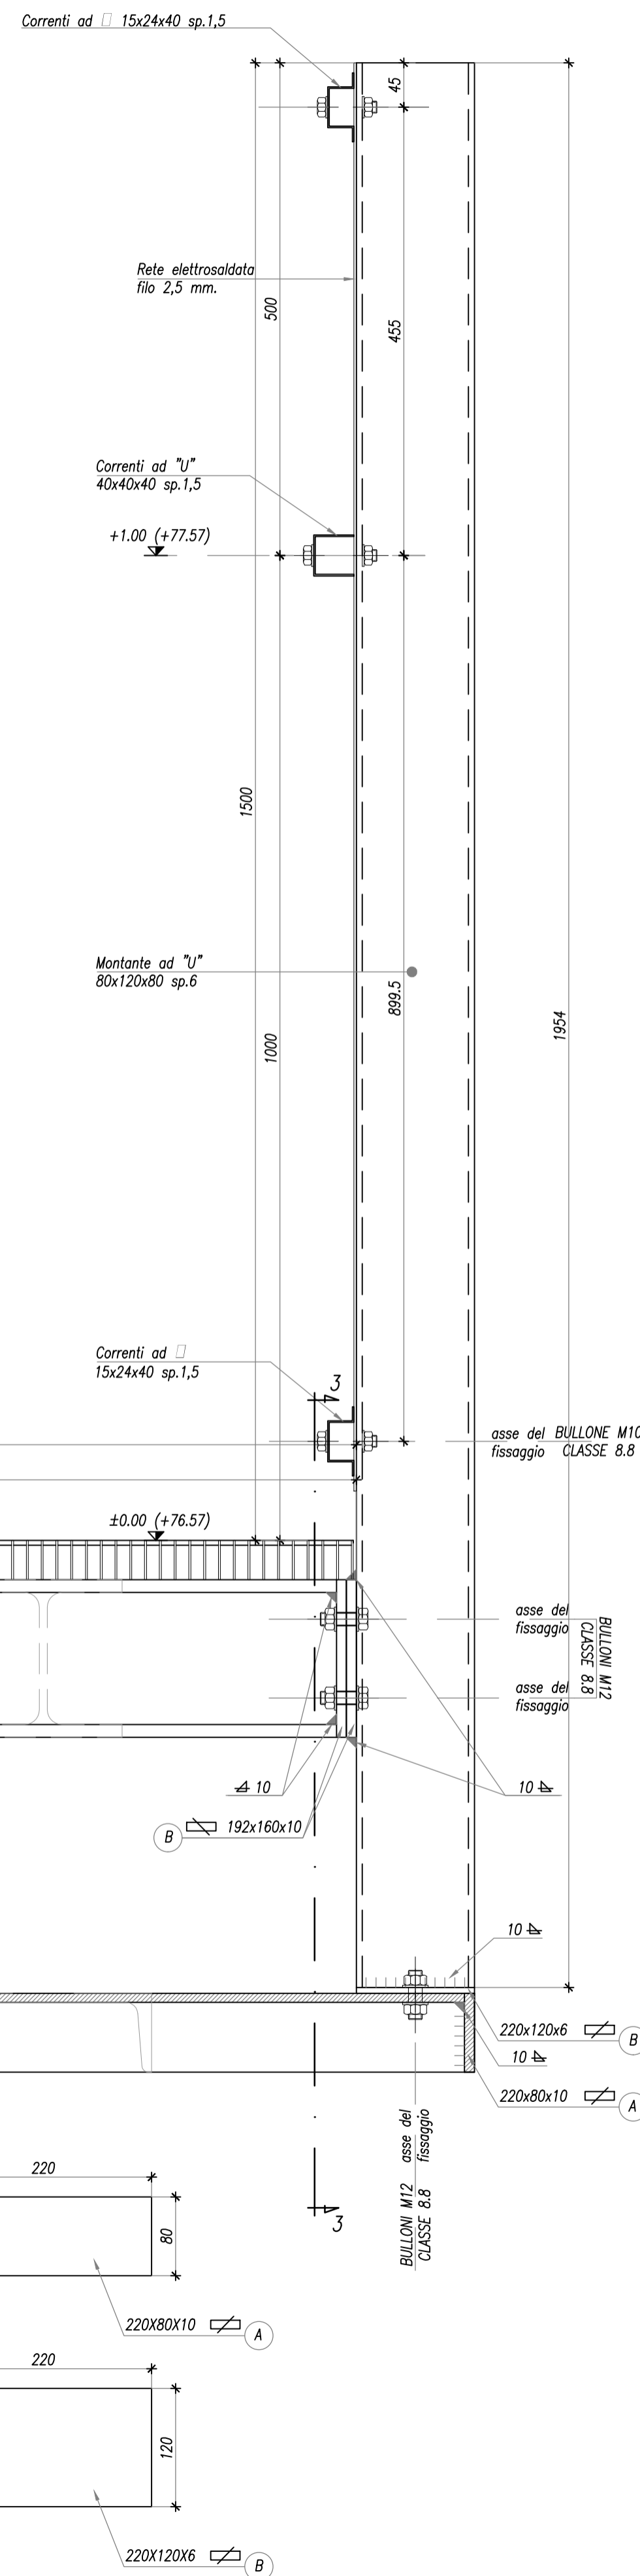 Correnti ad 15x24x40 sp.1,5
45
Rete elettrosaldata
filo 2,5 mm.
500
455
Correnti ad "U"
40x40x40 sp.1,5
+1.00 (+77.57)
1500
Montante ad "U"
80x120x80 sp.6
899.5
1000
1954
Correnti ad
15x24x40 sp.1,5
3
asse del BULLONE M10
fissaggio CLASSE 8.8
±0.00 (+76.57)
asse del
fissaggio
BULLONI M12
CLASSE 8.8
asse del
fissaggio
10
10
B 192x160x10
10
220x120x6 B
10
220x80x10 A
BULLONI M12 asse del
CLASSE 8.8 fissaggio
3
220
80
220X80X10 A
220
120
220X120X6 B